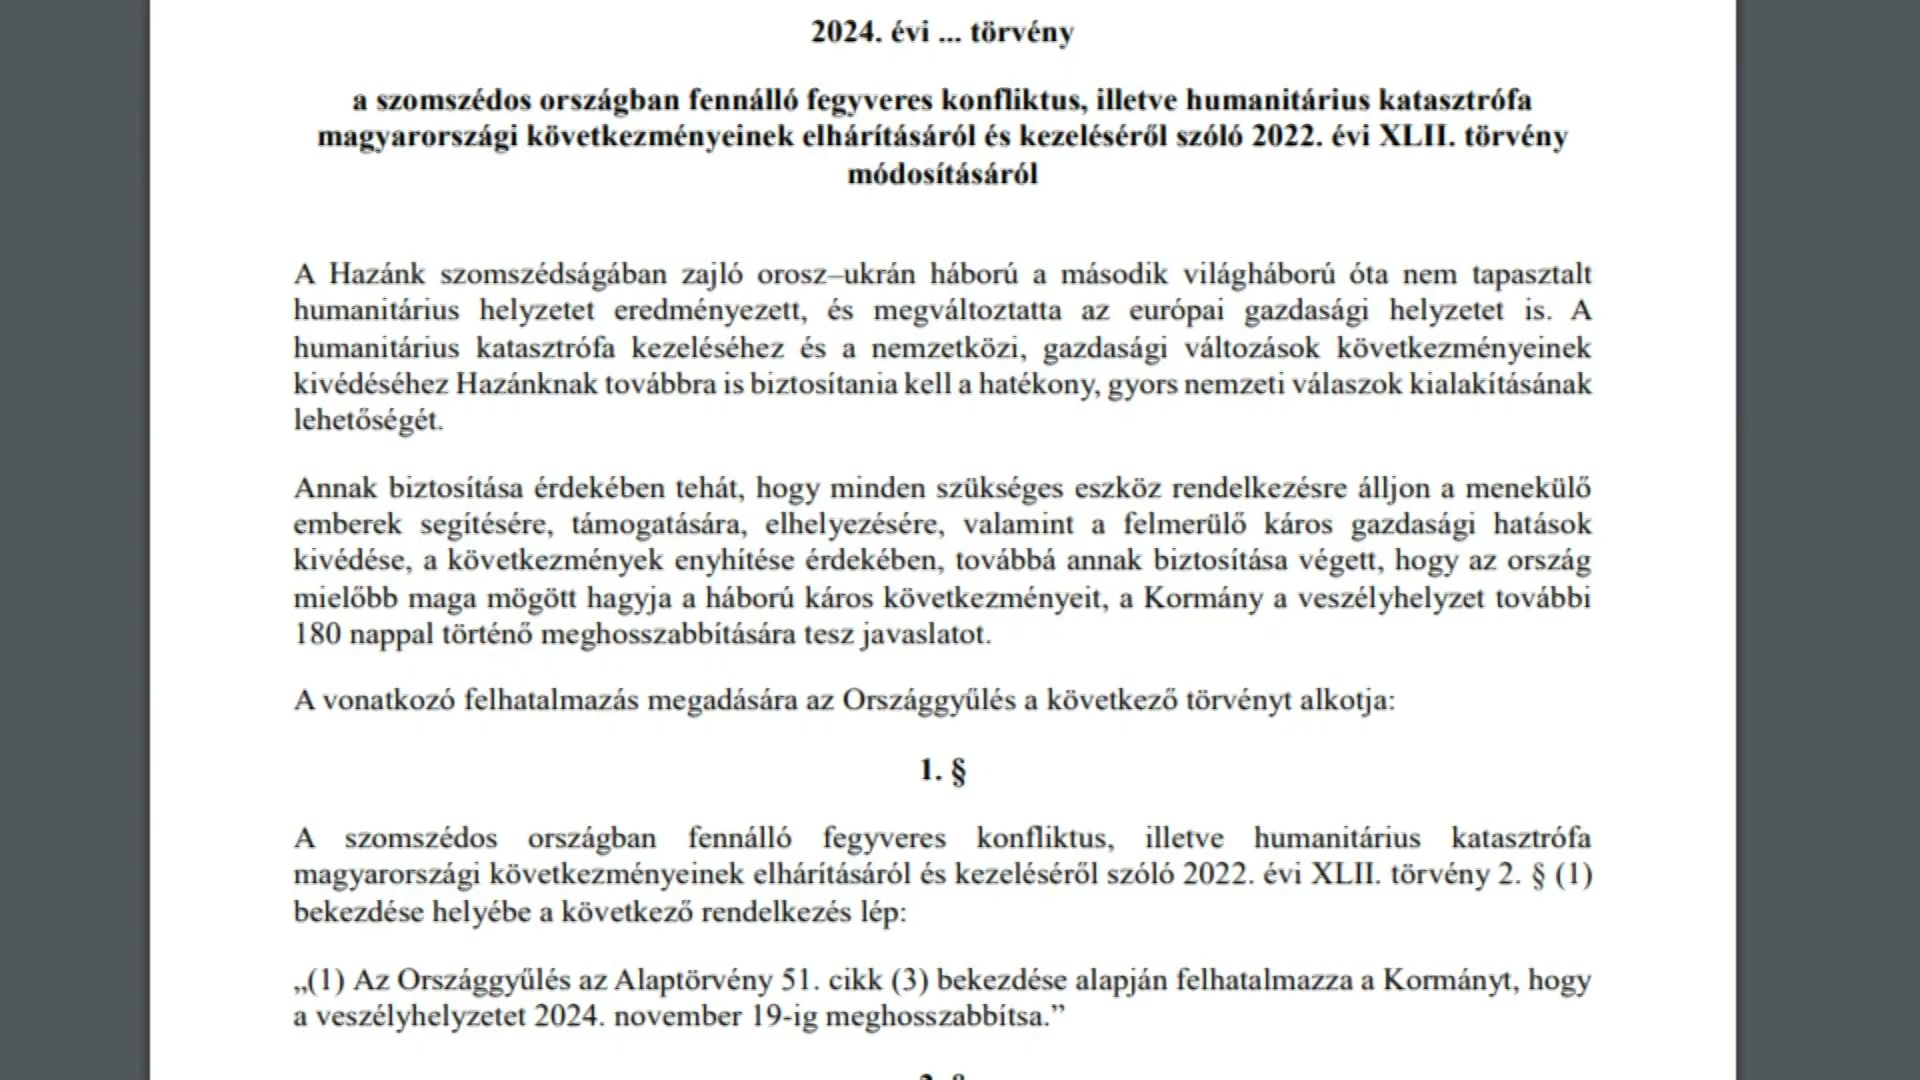 2024. évi ... törvény
a szomszédos országban fennálló fegyveres konfliktus, illetve humanitárius katasztrófa
magyarországi következményeinek elhárításáról és kezeléséről szóló 2022. évi XLII. törvény
módosításáról
A Hazánk szomszédságában zajló orosz–ukrán háború a második világháború óta nem tapasztalt
humanitárius helyzetet eredményezett, és megváltoztatta az európai gazdasági helyzetet is. A
humanitárius katasztrófa kezeléséhez és a nemzetközi, gazdasági változások következményeinek
kivédéséhez Hazánknak továbbra is biztosítania kell a hatékony, gyors nemzeti válaszok kialakításának
lehetőségét.
Annak biztosítása érdekében tehát, hogy minden szükséges eszköz rendelkezésre álljon a menekülő
emberek segítésére, támogatására, elhelyezésére, valamint a felmerülő káros gazdasági hatások
kivédése, a következmények enyhítése érdekében, továbbá annak biztosítása végett, hogy az ország
mielőbb maga mögött hagyja a háború káros következményeit, a Kormány a veszélyhelyzet további
180 nappal történő meghosszabbítására tesz javaslatot.
A vonatkozó felhatalmazás megadására az Országgyűlés a következő törvényt alkotja:
1. §
A szomszédos országban fennálló fegyveres konfliktus, illetve humanitárius katasztrófa
magyarországi következményeinek elhárításáról és kezeléséről szóló 2022. évi XLII. törvény 2. § (1)
bekezdése helyébe a következő rendelkezés lép:
„(1) Az Országgyűlés az Alaptörvény 51. cikk (3) bekezdése alapján felhatalmazza a Kormányt, hogy
a veszélyhelyzetet 2024. november 19-ig meghosszabbítsa.”